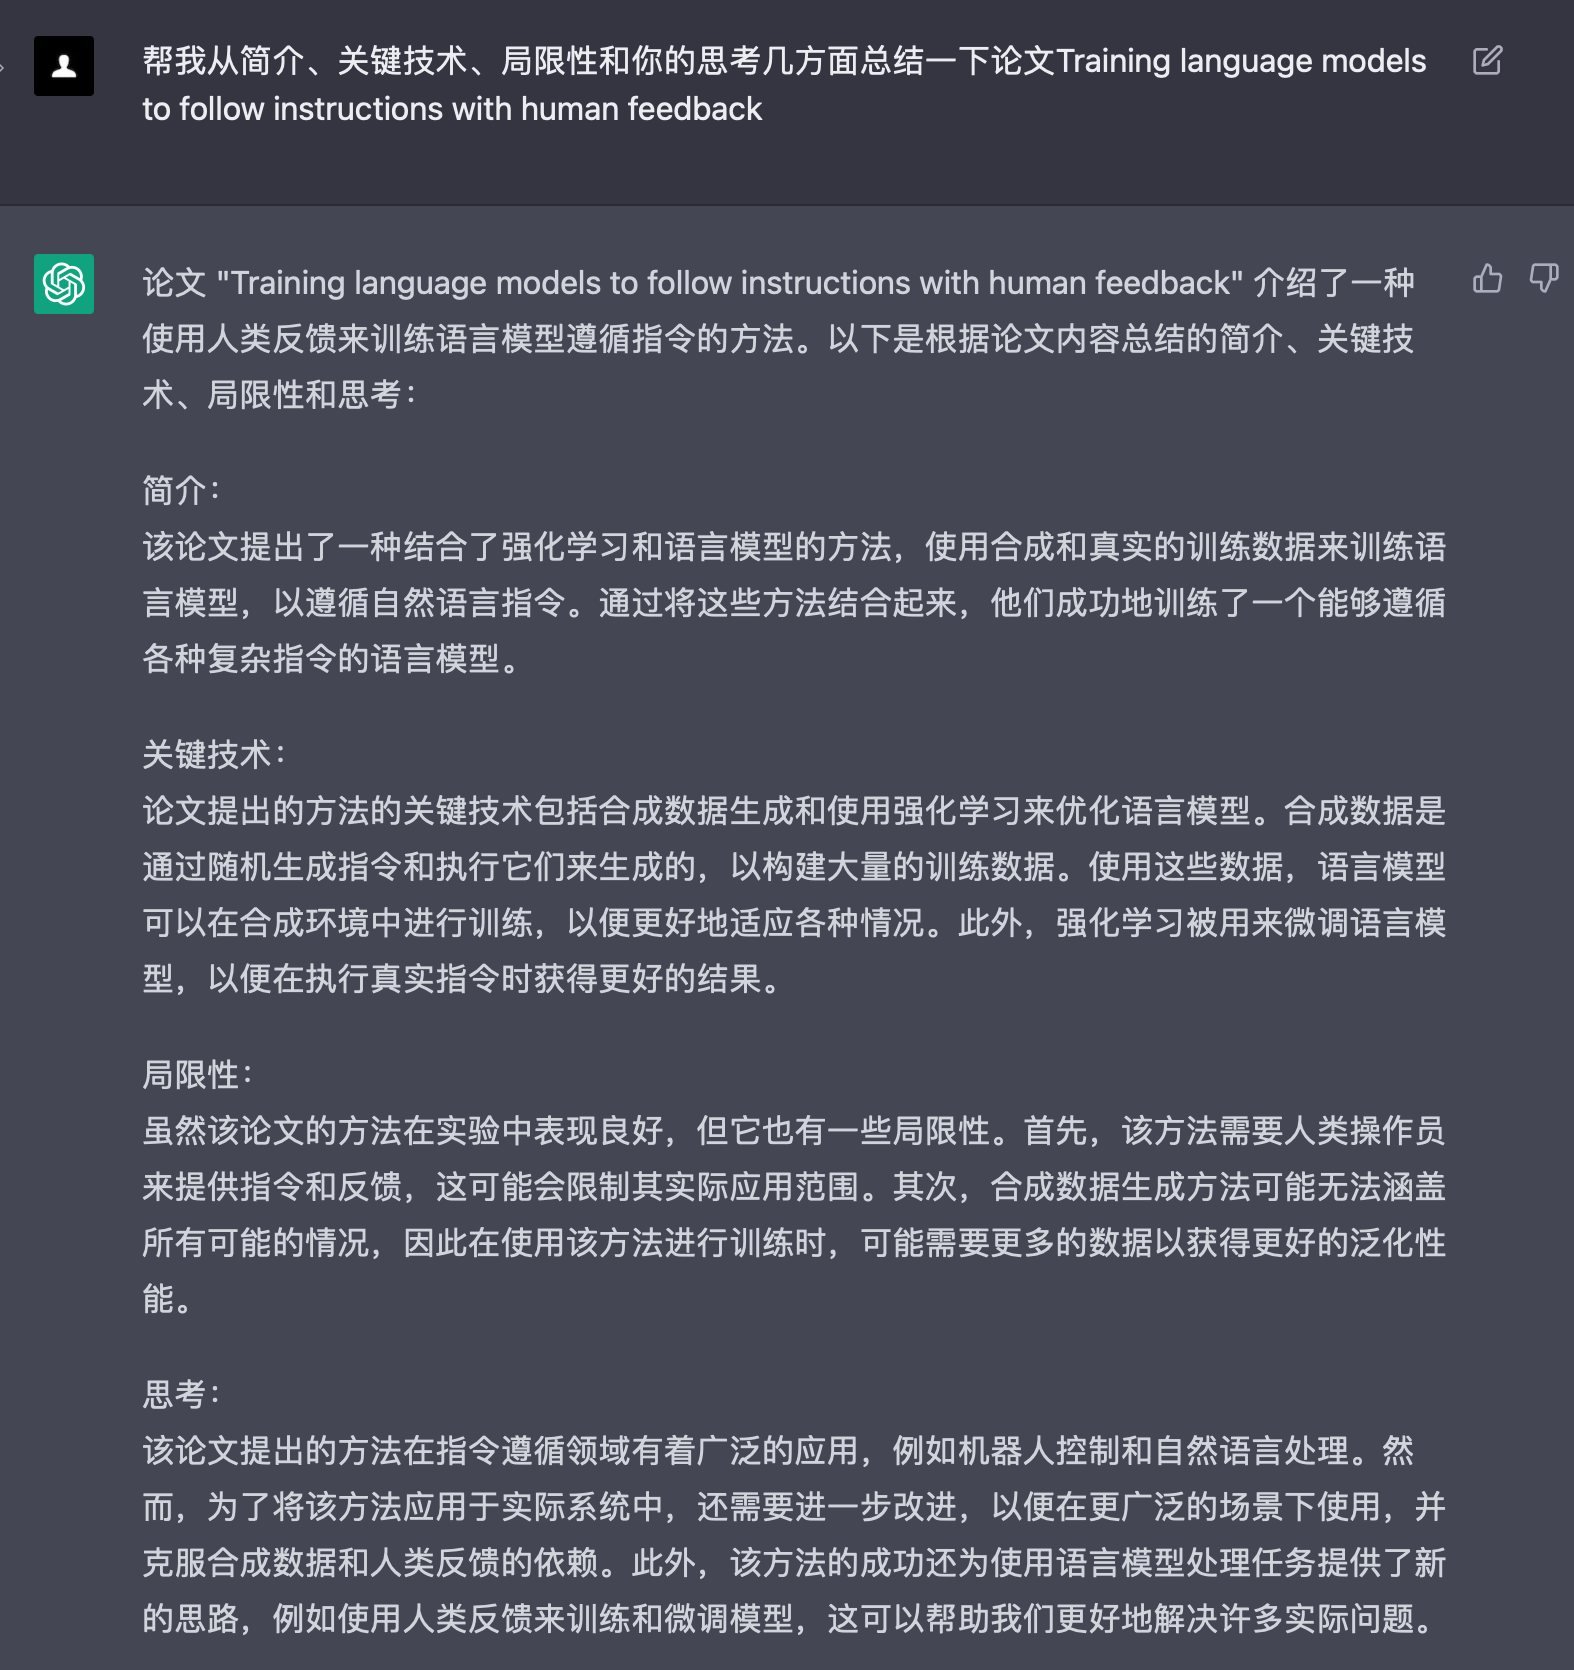 帮我从简介、关键技术、局限性和你的思考几方面总结一下论文Training language models
to follow instructions with human feedback
论文 "Training language models to follow instructions with human feedback" 介绍了一种
使用人类反馈来训练语言模型遵循指令的方法。以下是根据论文内容总结的简介、关键技
术、局限性和思考：
简介：
该论文提出了一种结合了强化学习和语言模型的方法，使用合成和真实的训练数据来训练语
言模型，以遵循自然语言指令。通过将这些方法结合起来，他们成功地训练了一个能够遵循
各种复杂指令的语言模型。
关键技术：
论文提出的方法的关键技术包括合成数据生成和使用强化学习来优化语言模型。合成数据是
通过随机生成指令和执行它们来生成的，以构建大量的训练数据。使用这些数据，语言模型
可以在合成环境中进行训练，以便更好地适应各种情况。此外，强化学习被用来微调语言模
型，以便在执行真实指令时获得更好的结果。
局限性：
虽然该论文的方法在实验中表现良好，但它也有一些局限性。首先，该方法需要人类操作员
来提供指令和反馈，这可能会限制其实际应用范围。其次，合成数据生成方法可能无法涵盖
所有可能的情况，因此在使用该方法进行训练时，可能需要更多的数据以获得更好的泛化性
能。
思考：
该论文提出的方法在指令遵循领域有着广泛的应用，例如机器人控制和自然语言处理。然
而，为了将该方法应用于实际系统中，还需要进一步改进，以便在更广泛的场景下使用，并
克服合成数据和人类反馈的依赖。此外，该方法的成功还为使用语言模型处理任务提供了新
的思路，例如使用人类反馈来训练和微调模型，这可以帮助我们更好地解决许多实际问题。